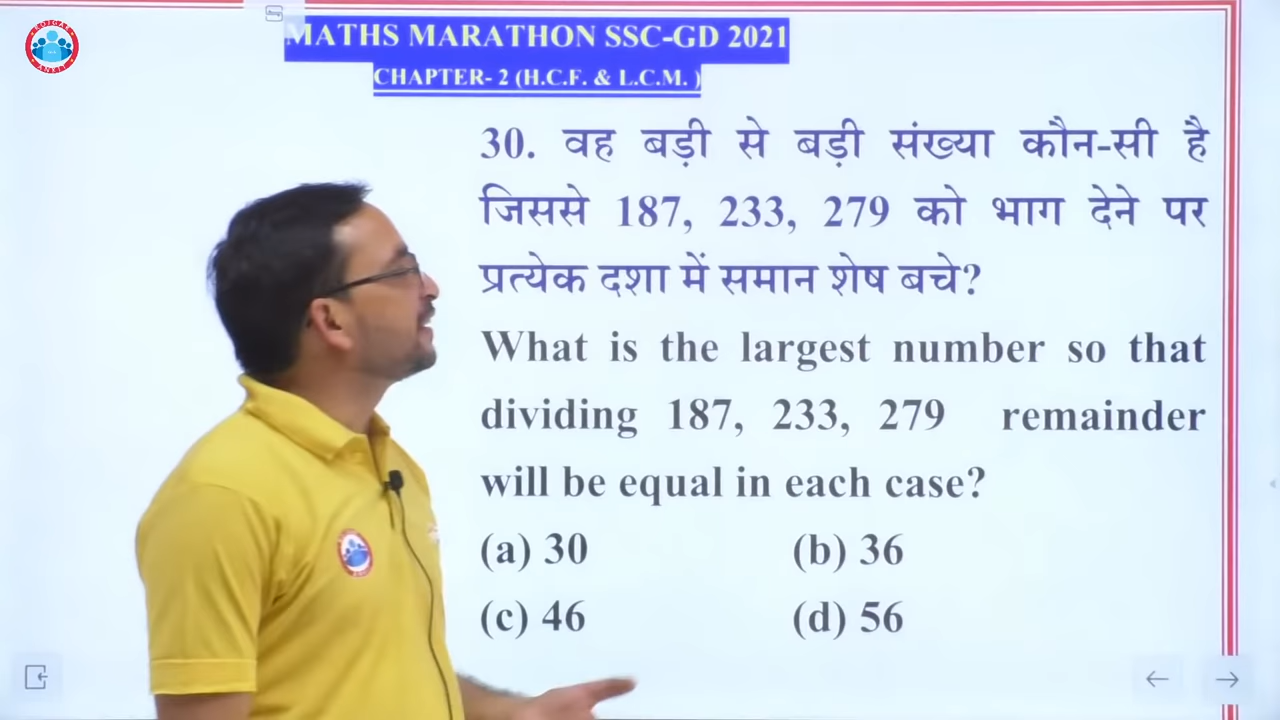 MATHS MARATHON SSC-GD 2021
CHAPTER- 2 (H.C.F. & L.C.M. )
30. वह बड़ी से बड़ी संख्या कौन-सी है
जिससे 187, 233, 279 को भाग देने पर
प्रत्येक दशा में समान शेष बचे?
What is the largest number so that
dividing 187, 233, 279 remainder
will be equal in each case?
(a) 30 (b) 36
(c) 46 (d) 56